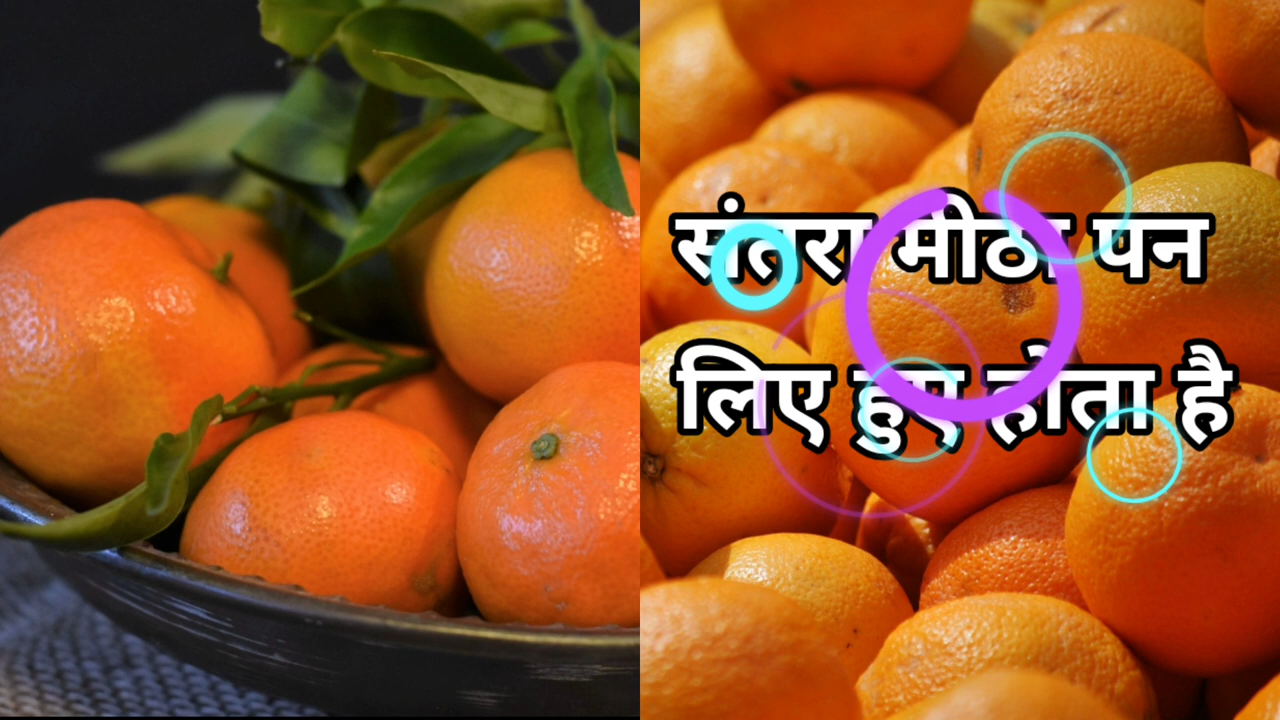 संतरा मीठा पन
लिए हुए होता है